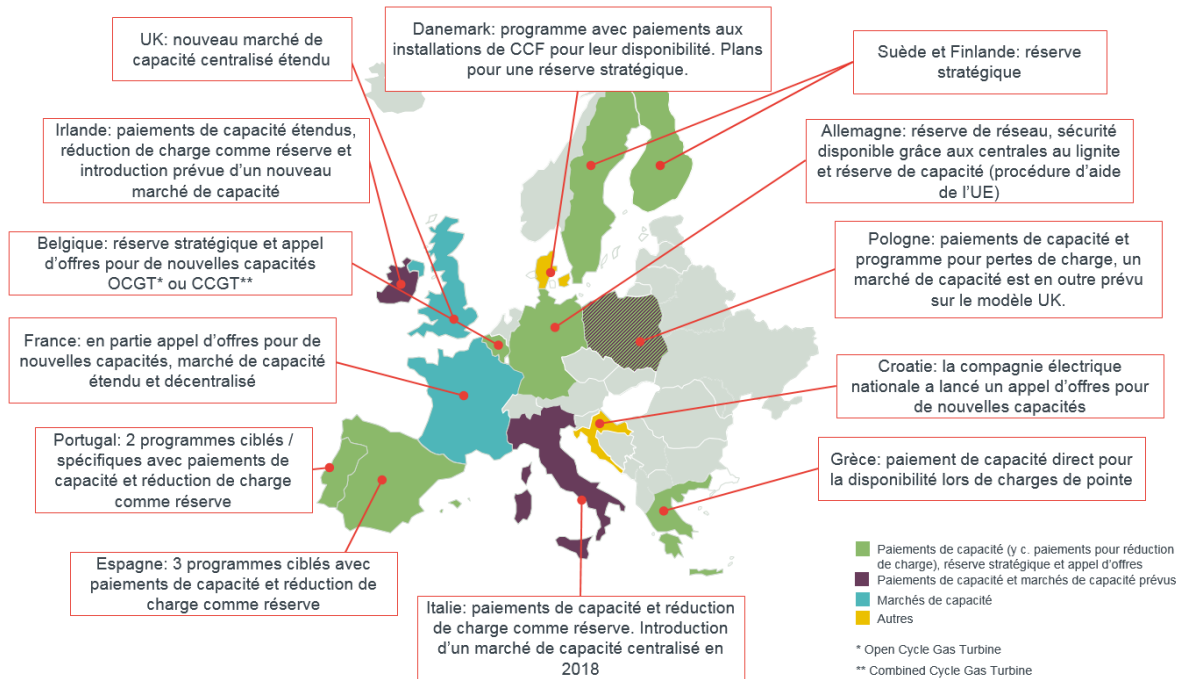 UK: nouveau marché de
capacité centralisé étendu
Danemark: programme avec paiements aux
installations de CCF pour leur disponibilité. Plans
pour une réserve stratégique.
Suède et Finlande: réserve
stratégique
Irlande: paiements de capacité étendus,
réduction de charge comme réserve et
introduction prévue d’un nouveau
marché de capacité
Allemagne: réserve de réseau, sécurité
disponible grâce aux centrales au lignite
et réserve de capacité (procédure d’aide
de l’UE)
Belgique: réserve stratégique et appel
d’offres pour de nouvelles capacités
OCGT* ou CCGT**
Pologne: paiements de capacité et
programme pour pertes de charge, un
marché de capacité est en outre prévu
sur le modèle UK.
France: en partie appel d’offres pour de
nouvelles capacités, marché de capacité
étendu et décentralisé
Croatie: la compagnie électrique
nationale a lancé un appel d’offres pour
de nouvelles capacités
Portugal: 2 programmes ciblés /
spécifiques avec paiements de
capacité et réduction de charge
comme réserve
Grèce: paiement de capacité direct pour
la disponibilité lors de charges de pointe
Espagne: 3 programmes ciblés avec
paiements de capacité et réduction de
charge comme réserve
Italie: paiements de capacité et réduction
de charge comme réserve. Introduction
d’un marché de capacité centralisé en
2018
Paiements de capacité (y c. paiements pour réduction
de charge), réserve stratégique et appel d’offres
Paiements de capacité et marchés de capacité prévus
Marchés de capacité
Autres
* Open Cycle Gas Turbine
** Combined Cycle Gas Turbine